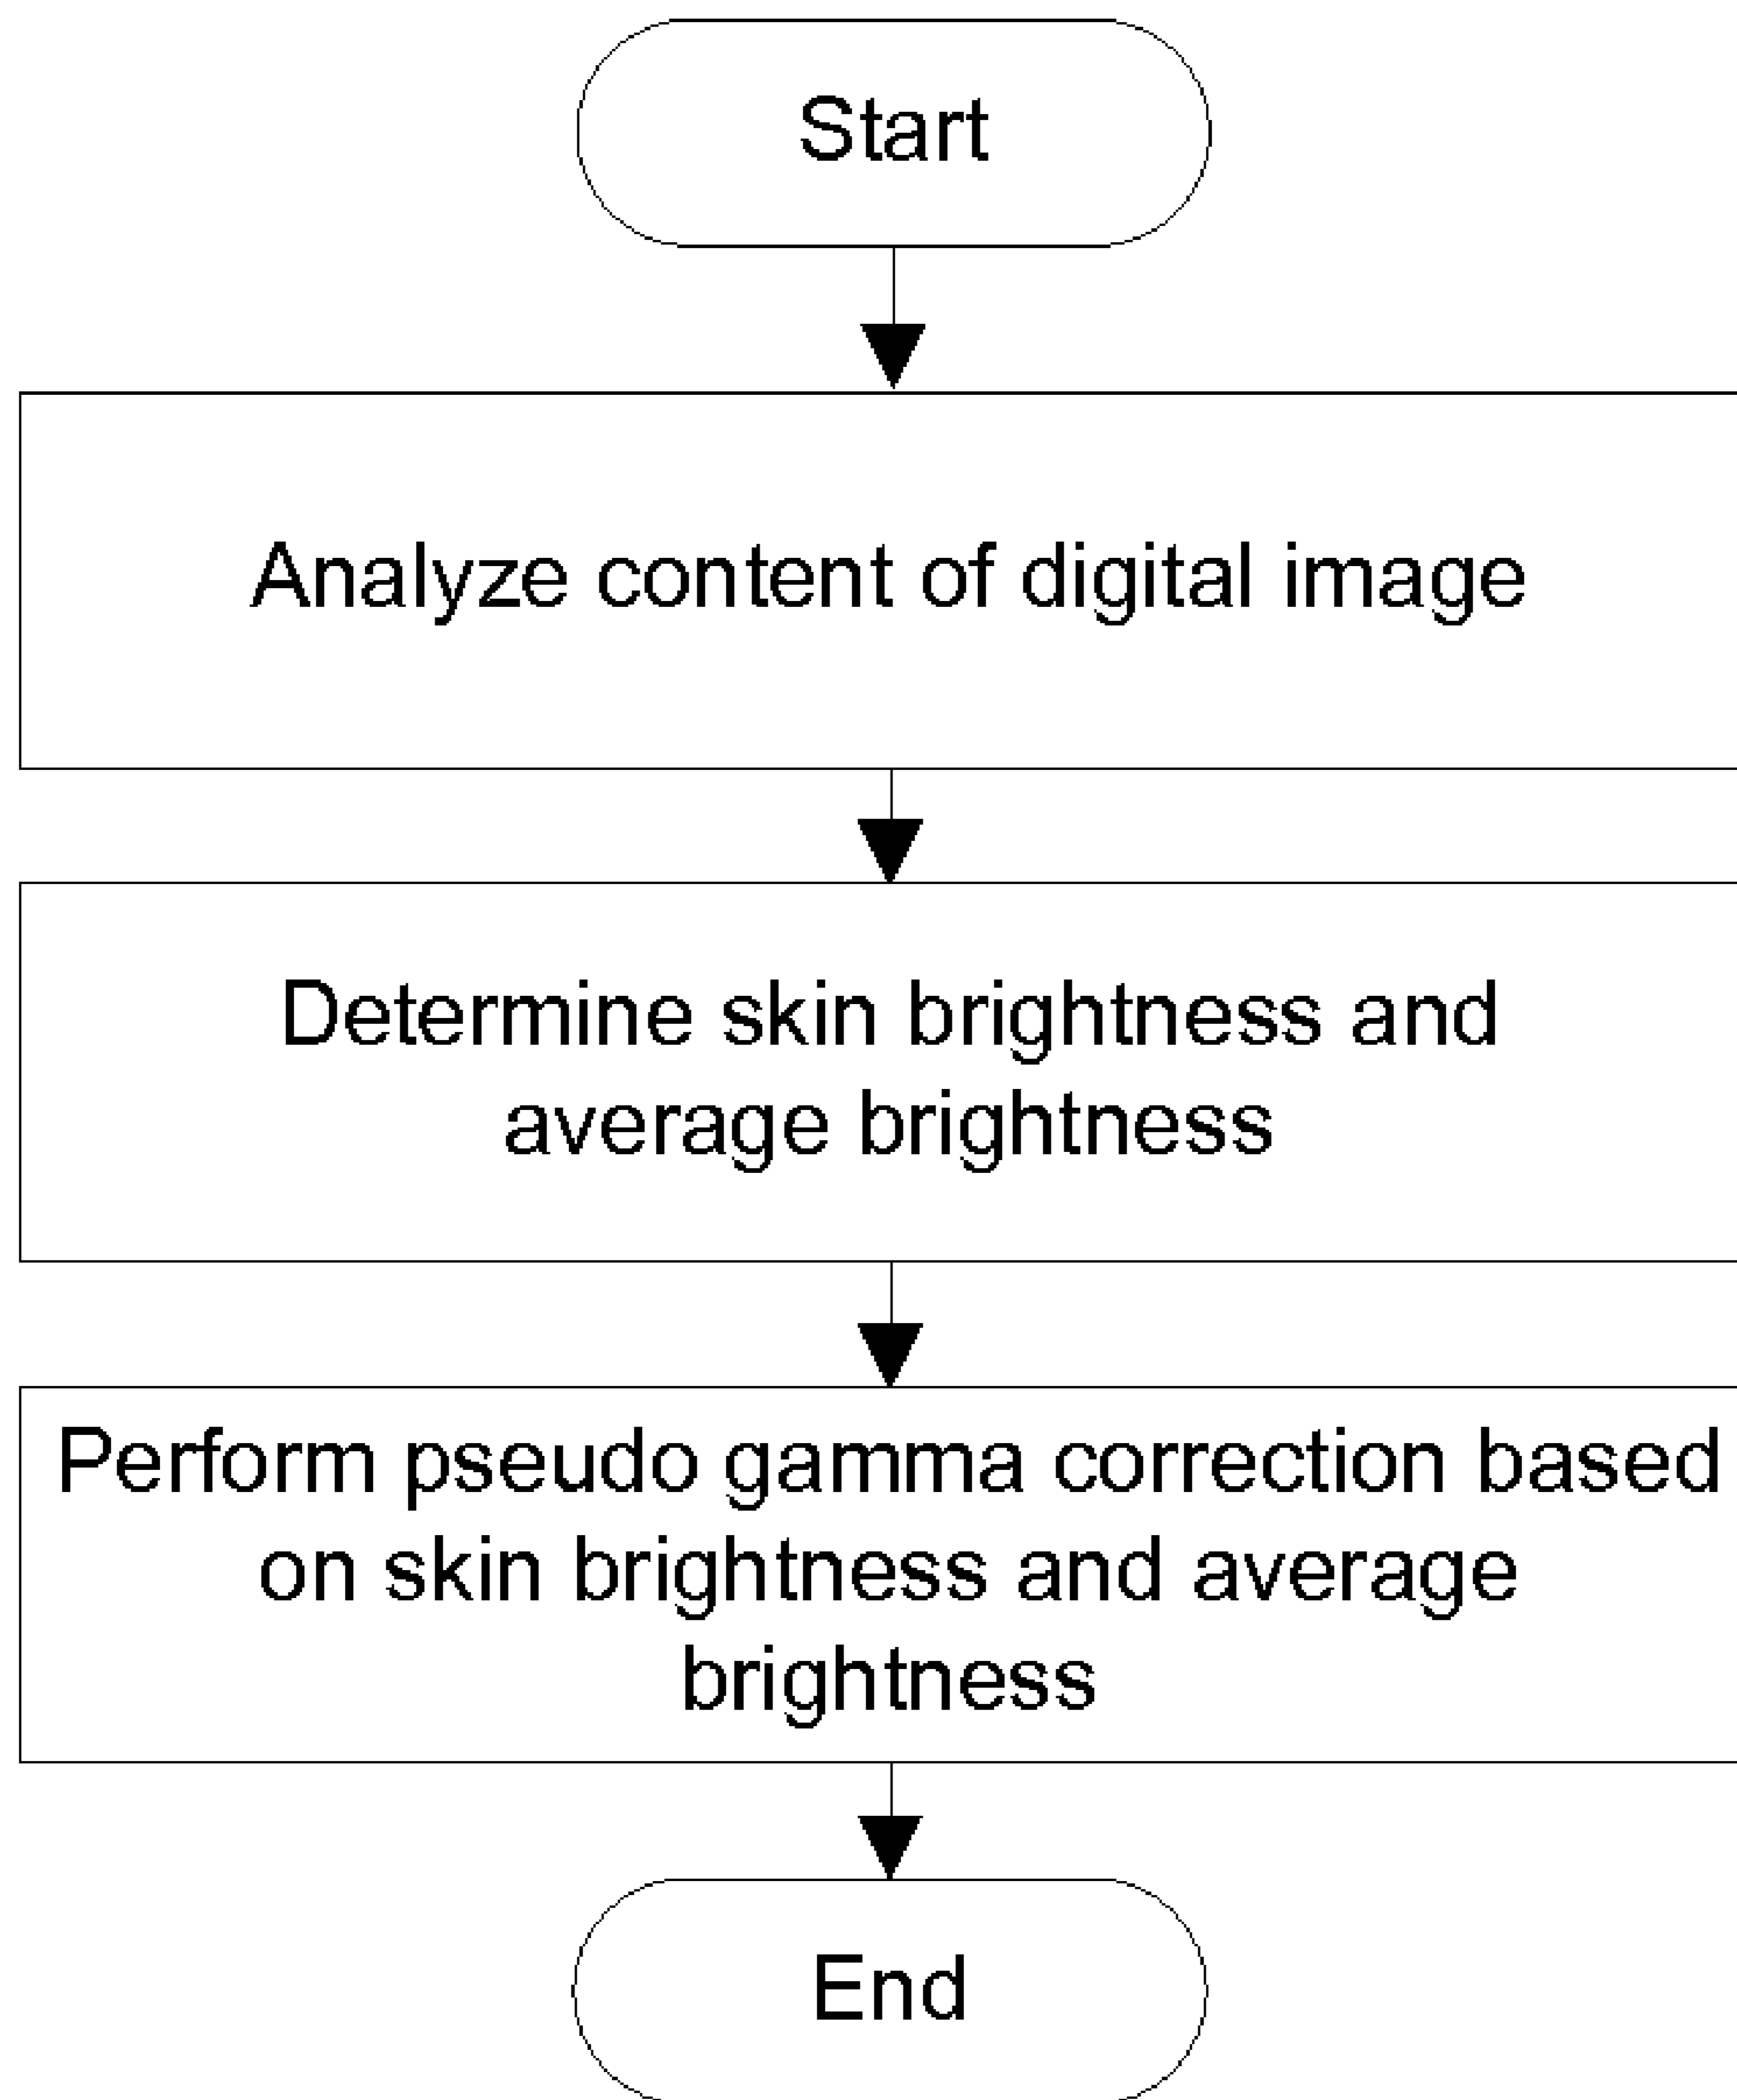 Start
Analyze content of digital image
Determine skin brightness and
average brightness
Perform pseudo gamma correction based
on skin brightness and average
brightness
End